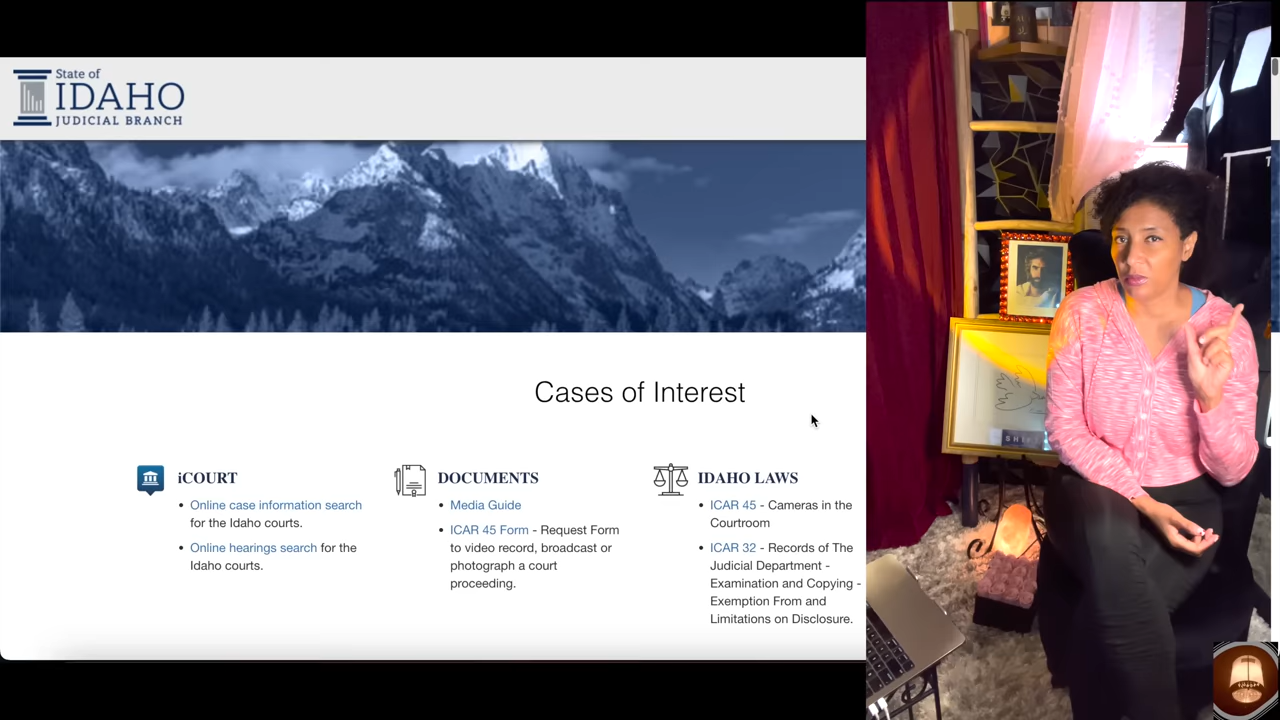 State of
IDAHO
JUDICIAL BRANCH
Cases of Interest
iCOURT
• Online case information search
for the Idaho courts.
• Online hearings search for the
Idaho courts.
DOCUMENTS
• Media Guide
• ICAR 45 Form - Request Form
to video record, broadcast or
photograph a court
proceeding.
IDAHO LAWS
• ICAR 45 - Cameras in the
Courtroom
• ICAR 32 - Records of The
Judicial Department -
Examination and Copying -
Exemption From and
Limitations on Disclosure.
SHIF